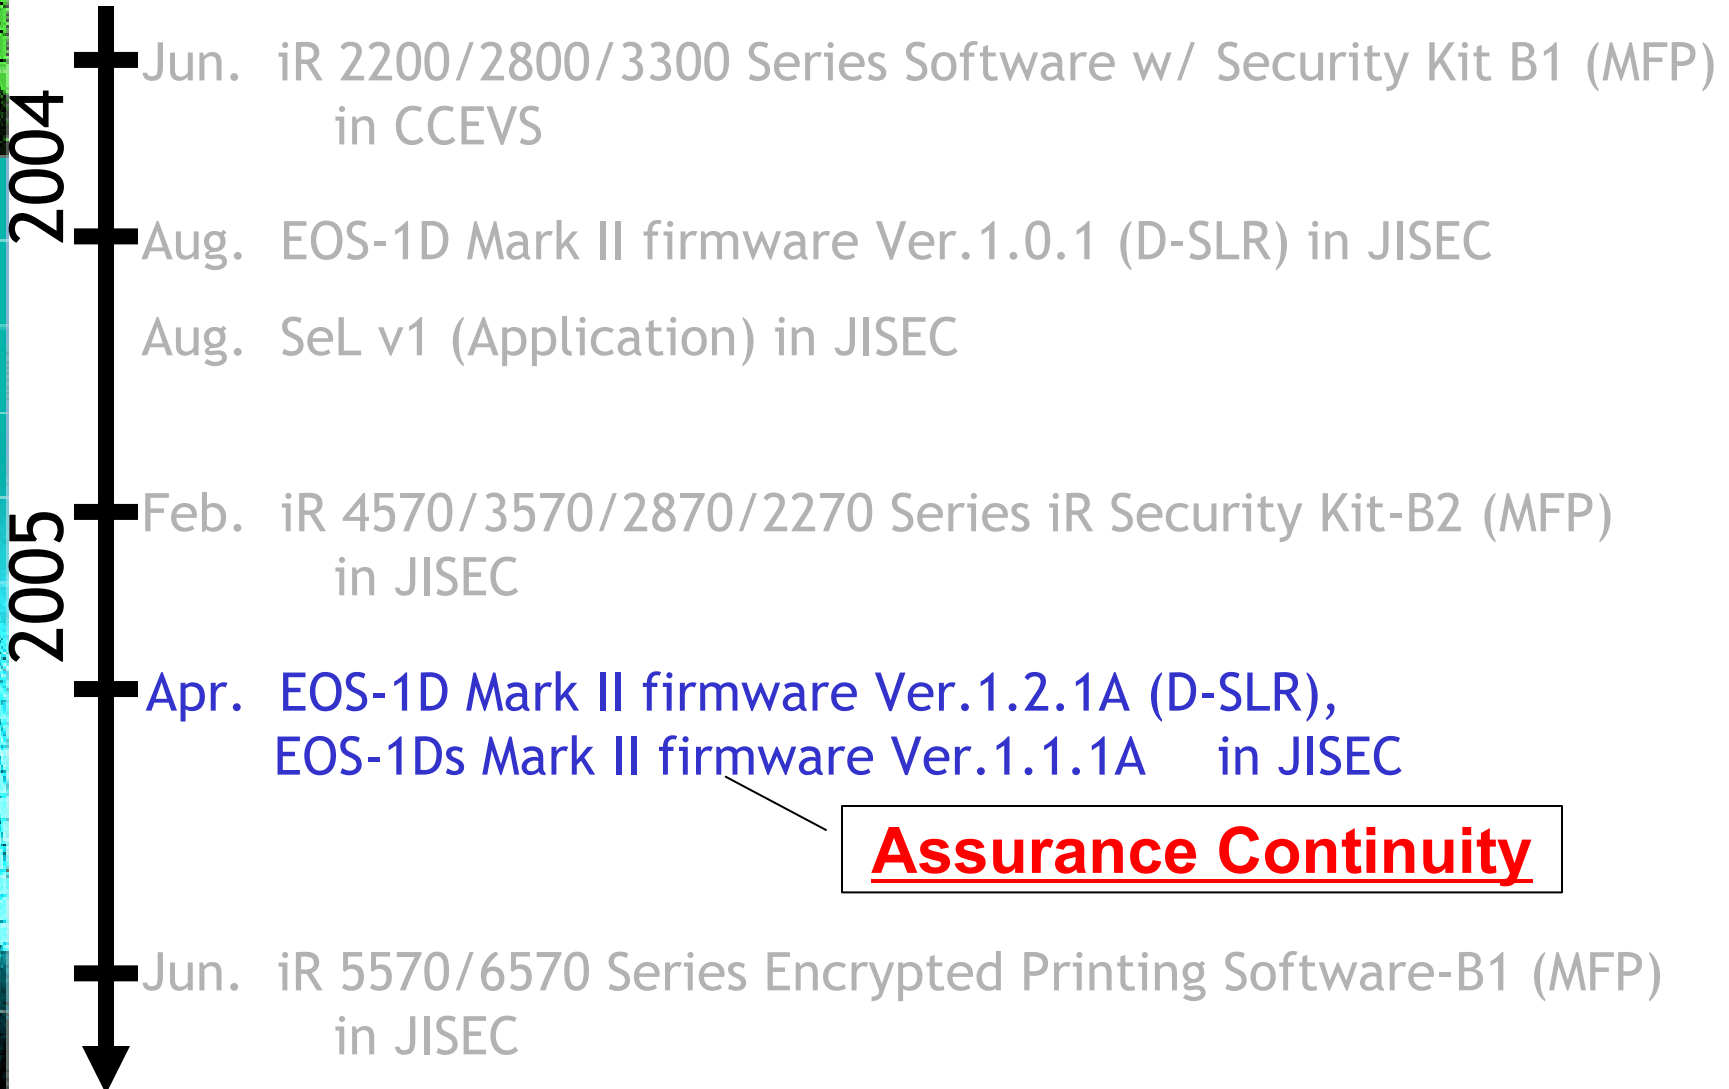 2004
Jun. iR 2200/2800/3300 Series Software w/ Security Kit B1 (MFP)
in CCEVS
Aug. EOS-1D Mark II firmware Ver.1.0.1 (D-SLR) in JISEC
Aug. SeL v1 (Application) in JISEC
2005
Feb. iR 4570/3570/2870/2270 Series iR Security Kit-B2 (MFP)
in JISEC
Apr. EOS-1D Mark II firmware Ver.1.2.1A (D-SLR),
EOS-1Ds Mark II firmware Ver.1.1.1A in JISEC
Assurance Continuity
Jun. iR 5570/6570 Series Encrypted Printing Software-B1 (MFP)
in JISEC